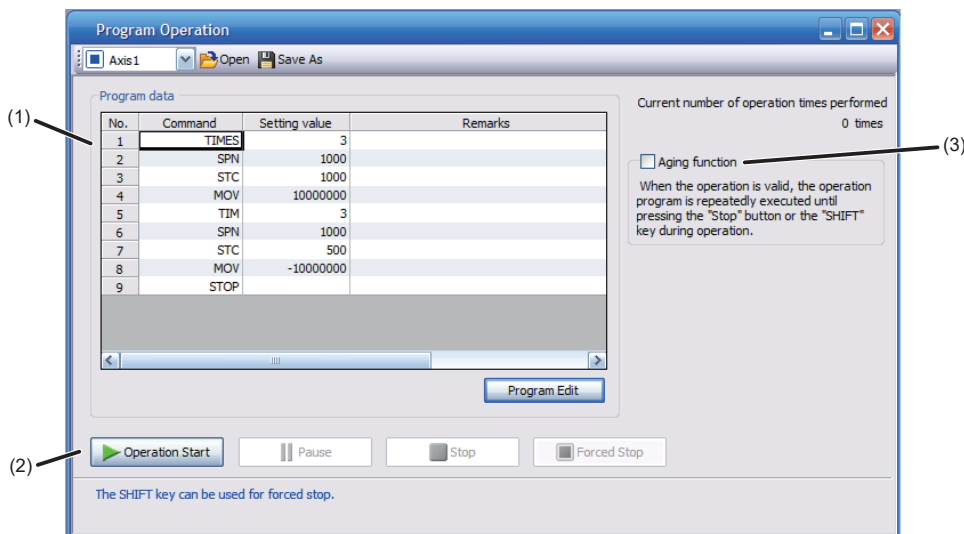 Program Operation
Axis1 Open Save As
Program data
No. Command Setting value Remarks
1 TIMES 3
2 SPN 1000
3 STC 1000
4 MOV 10000000
5 TIM 3
6 SPN 1000
7 STC 500
8 MOV -10000000
9 STOP
Program Edit
Current number of operation times performed
0 times
Aging function
When the operation is valid, the operation
program is repeatedly executed until
pressing the "Stop" button or the "SHIFT"
key during operation.
Operation Start Pause Stop Forced Stop
The SHIFT key can be used for forced stop.
(1)
(2)
(3)